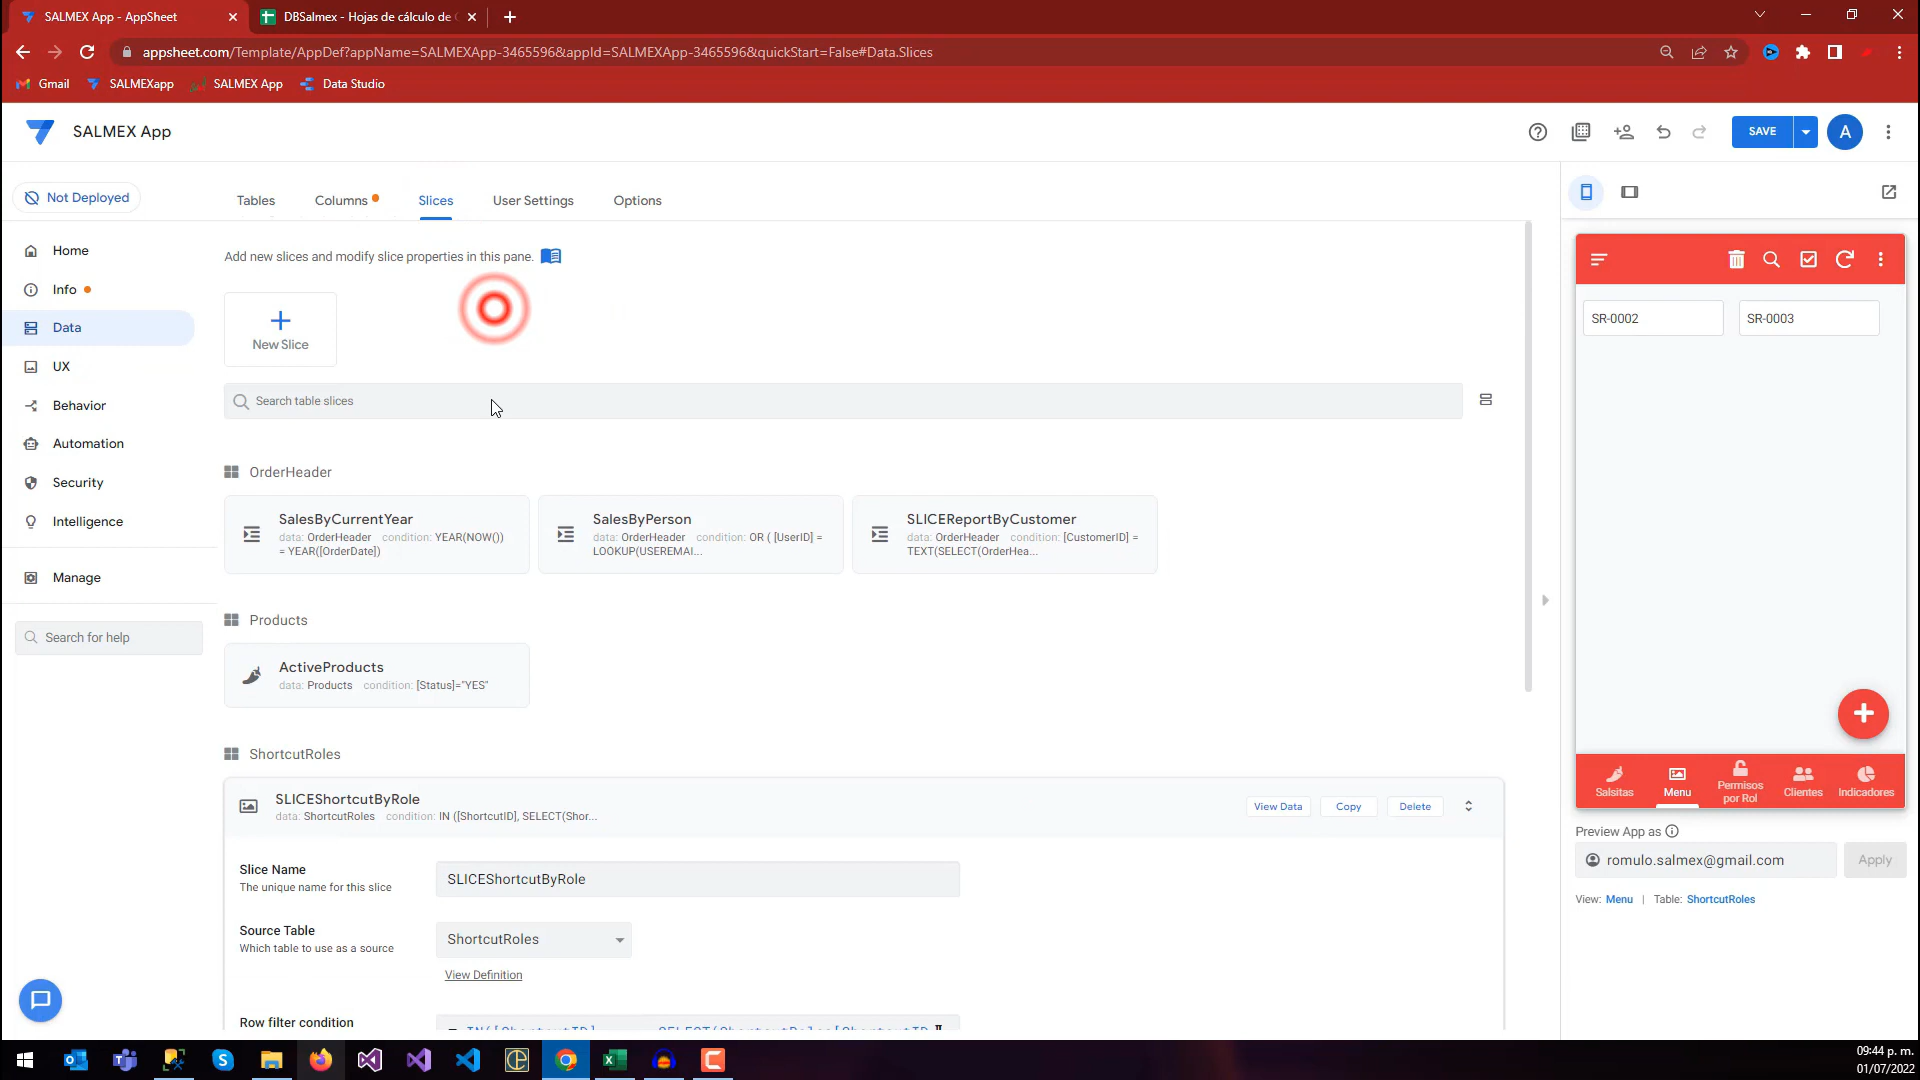 SALMEX App - AppSheet
DBSalmex - Hojas de cálculo de
appsheet.com/Template/AppDef?appName=SALMEXApp-3465596&appId=SALMEXApp-3465596&quickStart=False#Data.Slices
Gmail SALMEXapp SALMEX App Data Studio
SALMEX App
SAVE
A
Not Deployed
Tables Columns Slices User Settings Options
Home
Info
Data
UX
Behavior
Automation
Security
Intelligence
Manage
Search for help
Add new slices and modify slice properties in this pane.
New Slice
Search table slices
OrderHeader
SalesByCurrentYear
data: OrderHeader condition: YEAR(NOW())
= YEAR([OrderDate])
SalesByPerson
data: OrderHeader condition: OR ( [UserID] =
LOOKUP(USEREMAI...
SLICEReportByCustomer
data: OrderHeader condition: [CustomerID] =
TEXT(SELECT(OrderHea...
Products
ActiveProducts
data: Products condition: [Status]="YES"
ShortcutRoles
SLICEShortcutByRole
data: ShortcutRoles condition: IN ([ShortcutID], SELECT(Shor...
View Data Copy Delete
Slice Name
The unique name for this slice
SLICEShortcutByRole
Source Table
Which table to use as a source
ShortcutRoles
View Definition
Row filter condition
SR-0002 SR-0003
Salsitas
Menu
Permisos
por Rol
Clientes
Indicadores
Preview App as
romulo.salmex@gmail.com
Apply
View: Menu | Table: ShortcutRoles
09:44 p. m.
01/07/2022